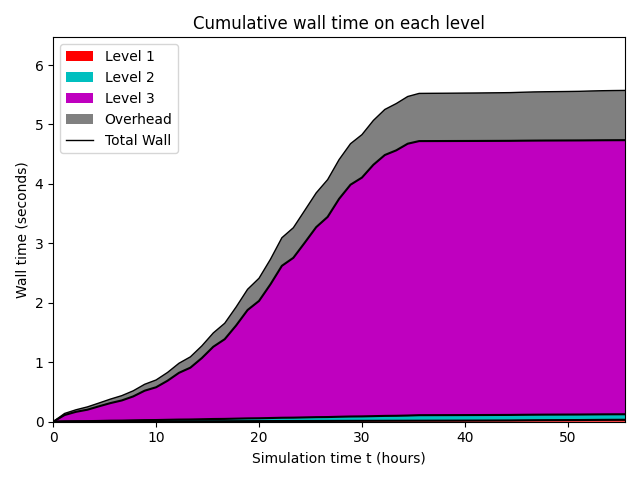 Cumulative wall time on each level
Level 1
Level 2
Level 3
Overhead
Total Wall
Wall time (seconds)
6
5
4
3
2
1
0
0 10 20 30 40 50
Simulation time t (hours)